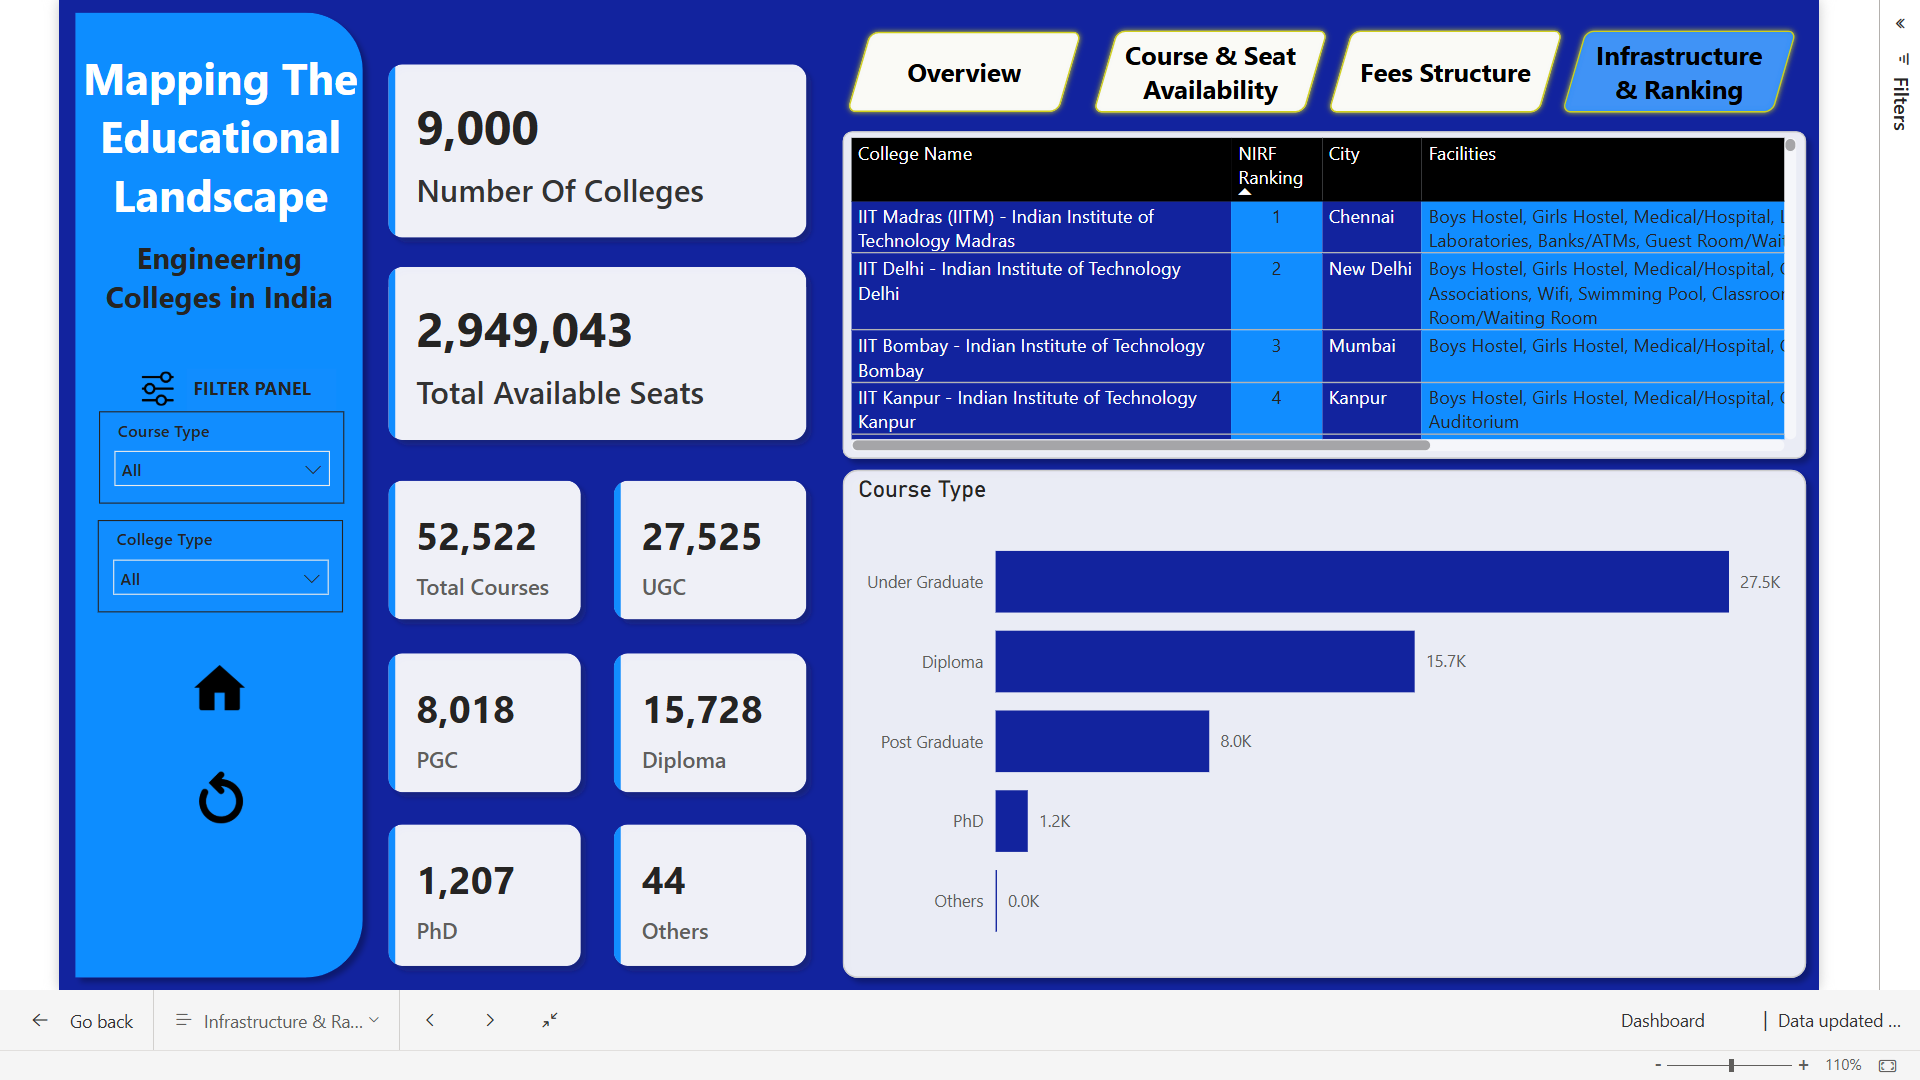 Mapping The
Educational
Landscape
Engineering
Colleges in India
FILTER PANEL
Course Type
All
College Type
All
9,000
Number Of Colleges
2,949,043
Total Available Seats
52,522
Total Courses
27,525
UGC
8,018
PGC
15,728
Diploma
1,207
PhD
44
Others
Overview
Course & Seat
Availability
Fees Structure
Infrastructure
& Ranking
College Name
NIRF
Ranking
City
Facilities
IIT Madras (IITM) - Indian Institute of
Technology Madras
1
Chennai
Boys Hostel, Girls Hostel, Medical/Hospital,
Laboratories, Banks/ATMs, Guest Room/Wai
IIT Delhi - Indian Institute of Technology
Delhi
2
New Delhi
Boys Hostel, Girls Hostel, Medical/Hospital,
Associations, Wifi, Swimming Pool, Classroo
Room/Waiting Room
IIT Bombay - Indian Institute of Technology
Bombay
3
Mumbai
Boys Hostel, Girls Hostel, Medical/Hospital,
IIT Kanpur - Indian Institute of Technology
Kanpur
4
Kanpur
Boys Hostel, Girls Hostel, Medical/Hospital,
Auditorium
Course Type
Under Graduate
27.5K
Diploma
15.7K
Post Graduate
8.0K
PhD
1.2K
Others
0.0K
Filters
Go back
Infrastructure & Ra...
Dashboard
| Data updated ...
- + 110%